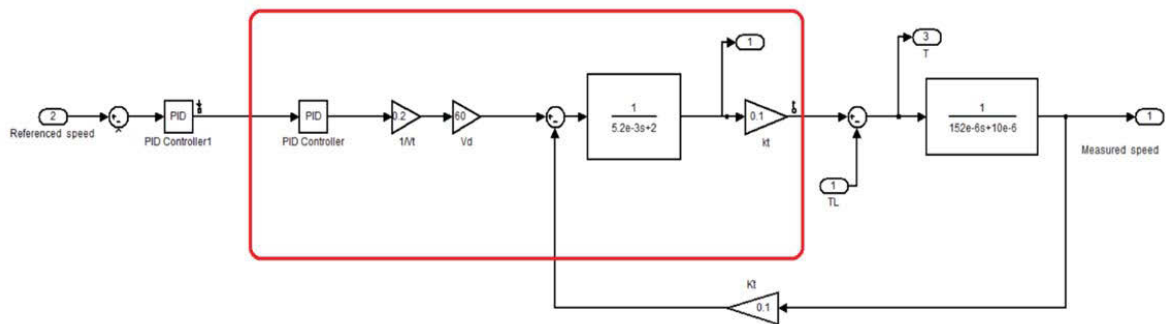 2
Referenced speed
PID
PID Controller1
PID
PID Controller
0.2
1/Vt
60
Vd
1
5.2e-3s+2
1
0.1
kt
1
TL
3
T
1
152e-6s+10e-6
1
Measured speed
Kt
0.1